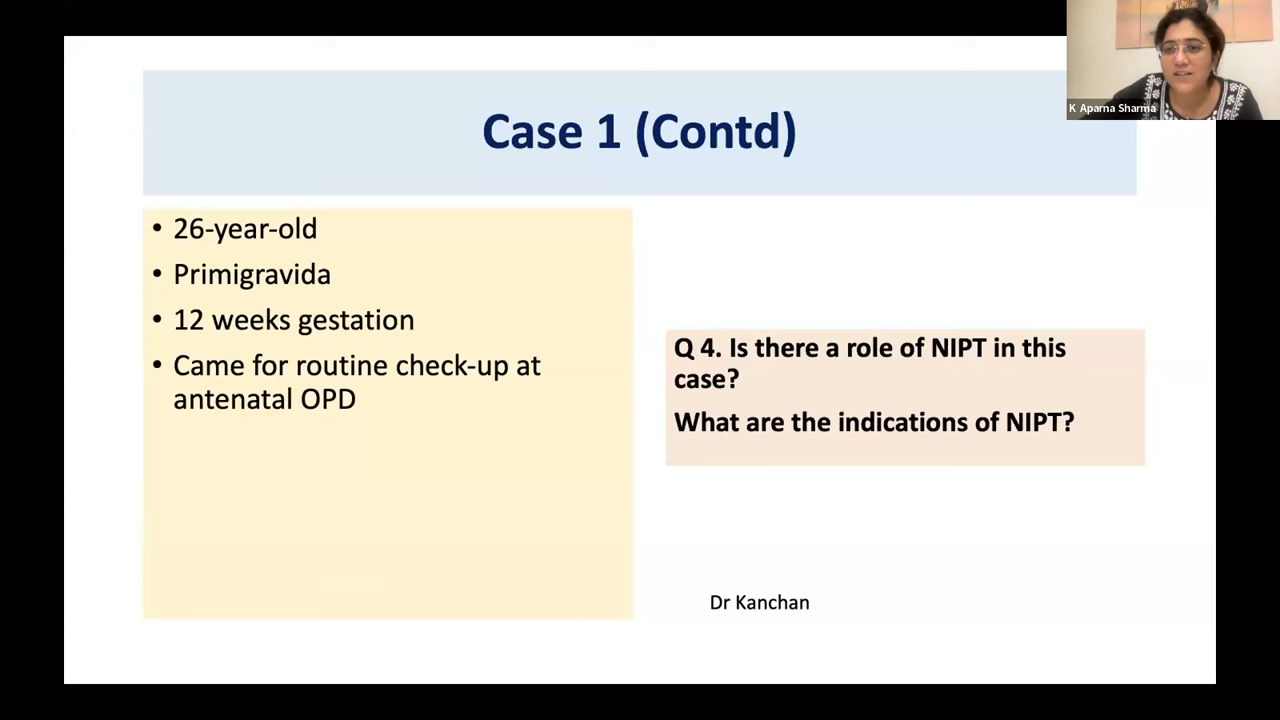 K Aparna Sharma
Case 1 (Contd)
• 26-year-old
• Primigravida
• 12 weeks gestation
• Came for routine check-up at
antenatal OPD
Q 4. Is there a role of NIPT in this
case?
What are the indications of NIPT?
Dr Kanchan